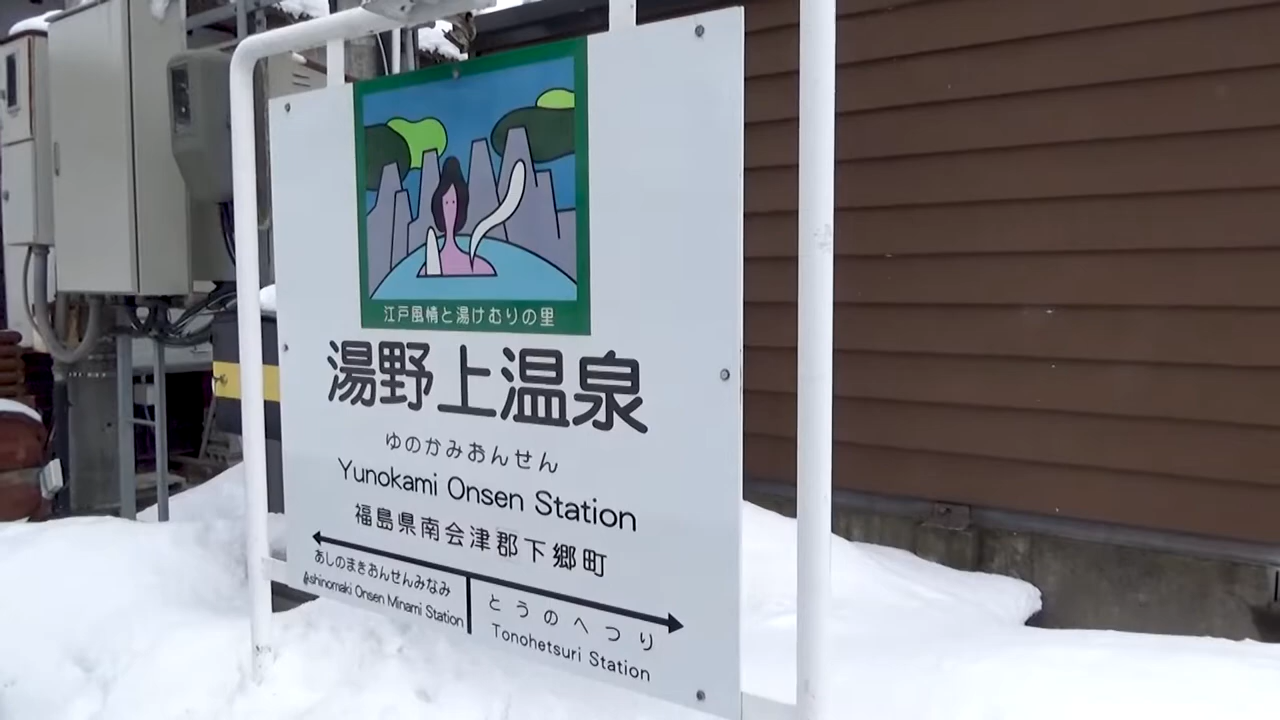 江戸風情と湯けむりの里
湯野上温泉
ゆのかみおんせん
Yunokami Onsen Station
福島県南会津郡下郷町
あしのまきおんせんみなみ
Ashinomaki Onsen Minami Station
とうのへつり
Tonohetsuri Station